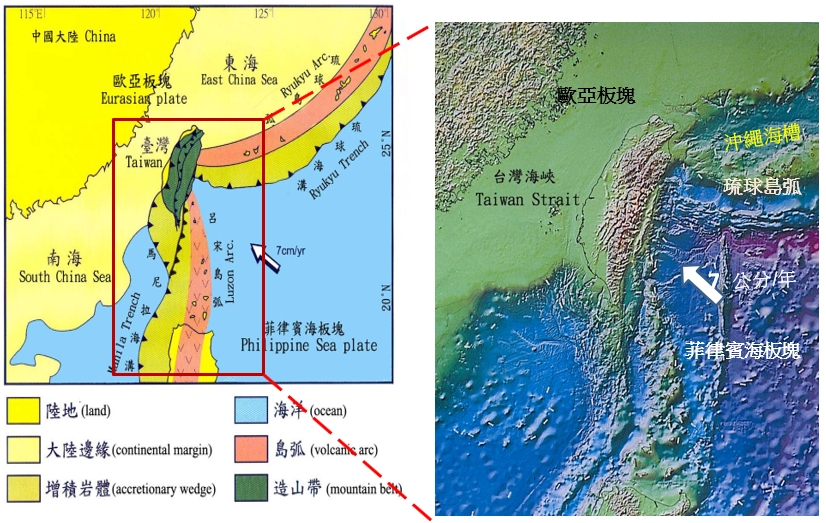 115°
120°
125°
130°
中國大陸 China
東海
East China Sea
歐亞板塊
Eurasian plate
琉球島弧
Ryukyu Arc.
臺灣
Taiwan
琉球海溝
Ryukyu Trench
25°N
南海
South China Sea
呂宋島弧
Luzon Arc.
7cm/yr
馬尼拉海溝
Manila Trench
20°N
菲律賓海板塊
Philippine Sea plate
陸地 (land)
海洋 (ocean)
大陸邊緣 (continental margin)
島弧 (volcanic arc)
增積岩體 (accretionary wedge)
造山帶 (mountain belt)
歐亞板塊
沖繩海槽
台灣海峽
Taiwan Strait
琉球島弧
7 公分/年
菲律賓海板塊